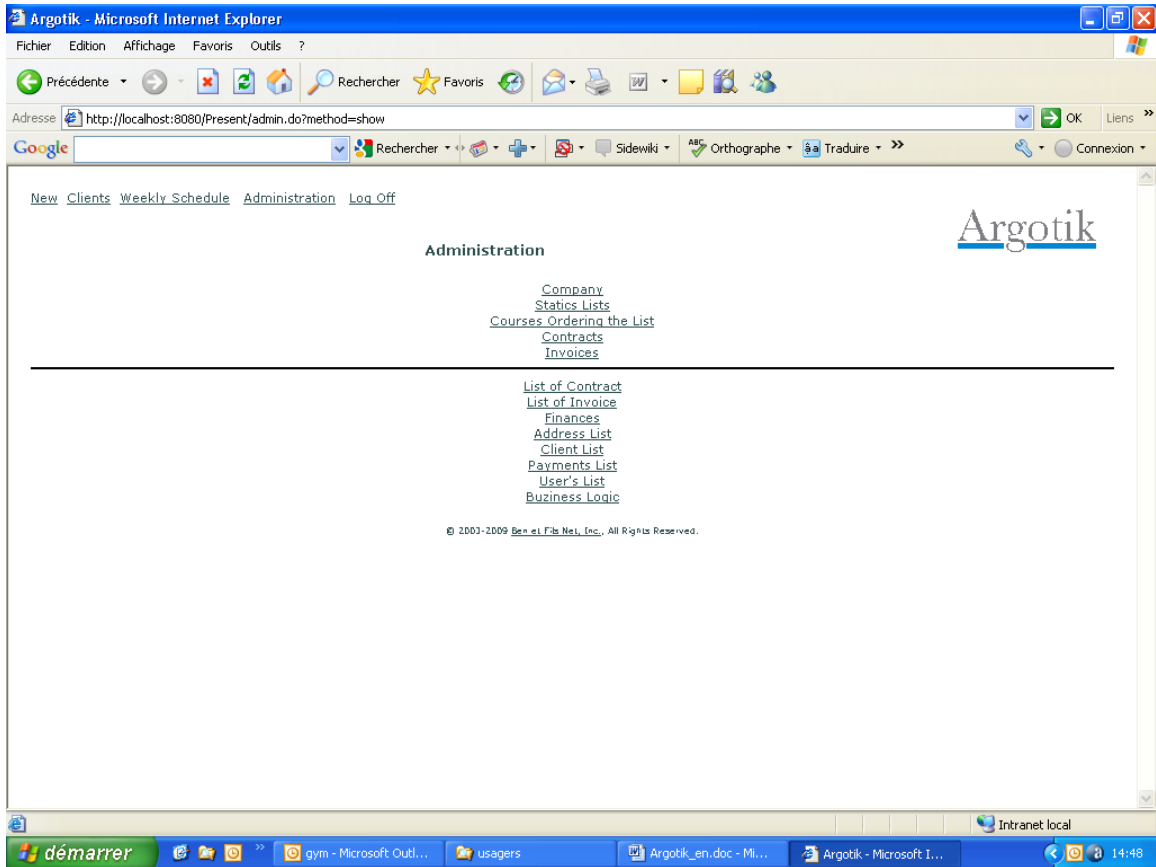 Argotik - Microsoft Internet Explorer
Fichier Edition Affichage Favoris Outils ?
Précédente Rechercher Favoris
Adresse http://localhost:8080/Present/admin.do?method=show OK Liens »
Google Rechercher Sidewiki ABC Orthographe Traduire » Connexion
New Clients Weekly Schedule Administration Log Off
Argotik
Administration
Company
Statics Lists
Courses Ordering the List
Contracts
Invoices
List of Contract
List of Invoice
Finances
Address List
Client List
Payments List
User's List
Buziness Logic
© 2003-2009 Ben et Fils Net, Inc., All Rights Reserved.
Intranet local
démarrer » gym - Microsoft Outl... usagers Argotik_en.doc - Mi... Argotik - Microsoft I... 14:48